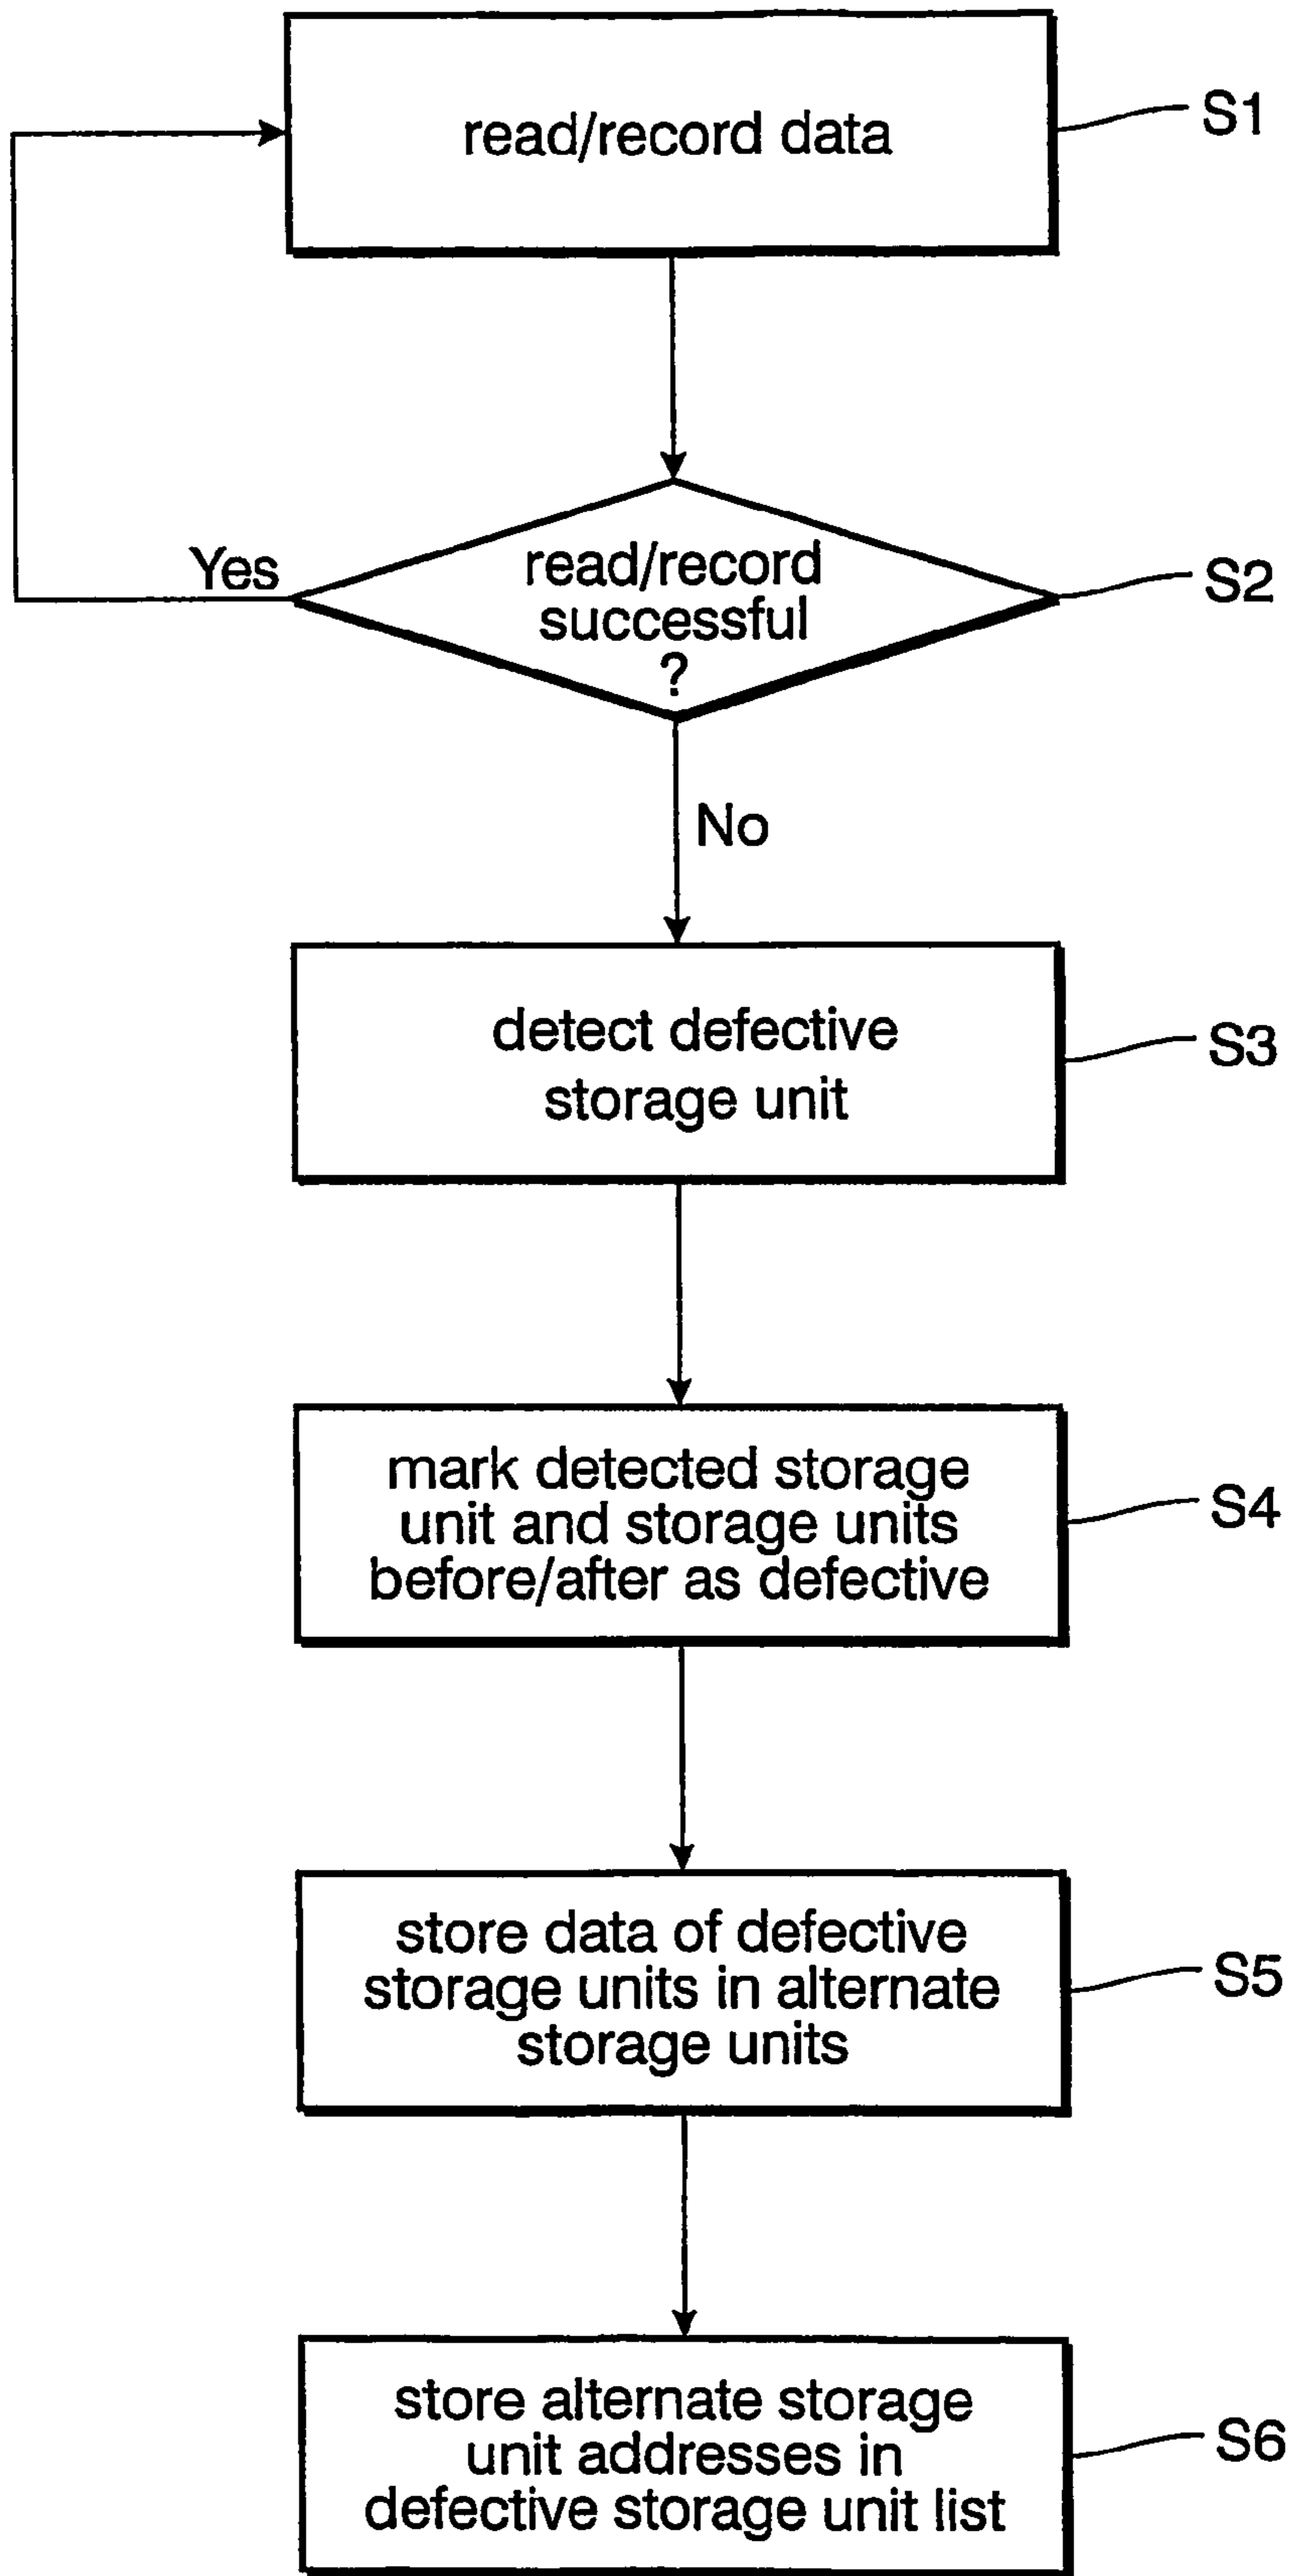 read/record data
S1
Yes
read/record
successful
?
S2
No
detect defective
storage unit
S3
mark detected storage
unit and storage units
before/after as defective
S4
store data of defective
storage units in alternate
storage units
S5
store alternate storage
unit addresses in
defective storage unit list
S6